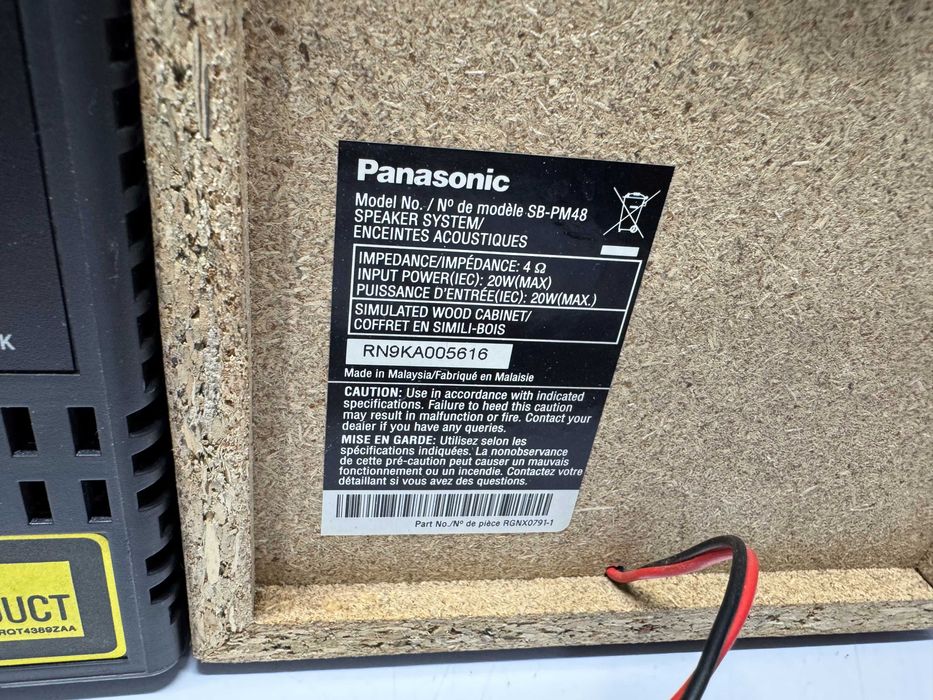 Panasonic
Model No. / Nº de modèle SB-PM48
SPEAKER SYSTEM/
ENCEINTES ACOUSTIQUES
IMPEDANCE/IMPÉDANCE: 4 Ω
INPUT POWER(IEC): 20W(MAX)
PUISSANCE D'ENTRÉE(IEC): 20W(MAX.)
SIMULATED WOOD CABINET/
COFFRET EN SIMILI-BOIS
RN9KA005616
Made in Malaysia/Fabriqué en Malaisie
CAUTION: Use in accordance with indicated
specifications. Failure to heed this caution
may result in malfunction or fire. Contact your
dealer if you have any queries.
MISE EN GARDE: Utilisez selon les
spécifications indiquées. La nonobservance
de cette pré-caution peut causer un mauvais
fonctionnement ou un incendie. Contactez votre
détaillant si vous avez des questions.
Part No./Nº de pièce RGNX0791-1
K
DUCT
RQT4389ZAA